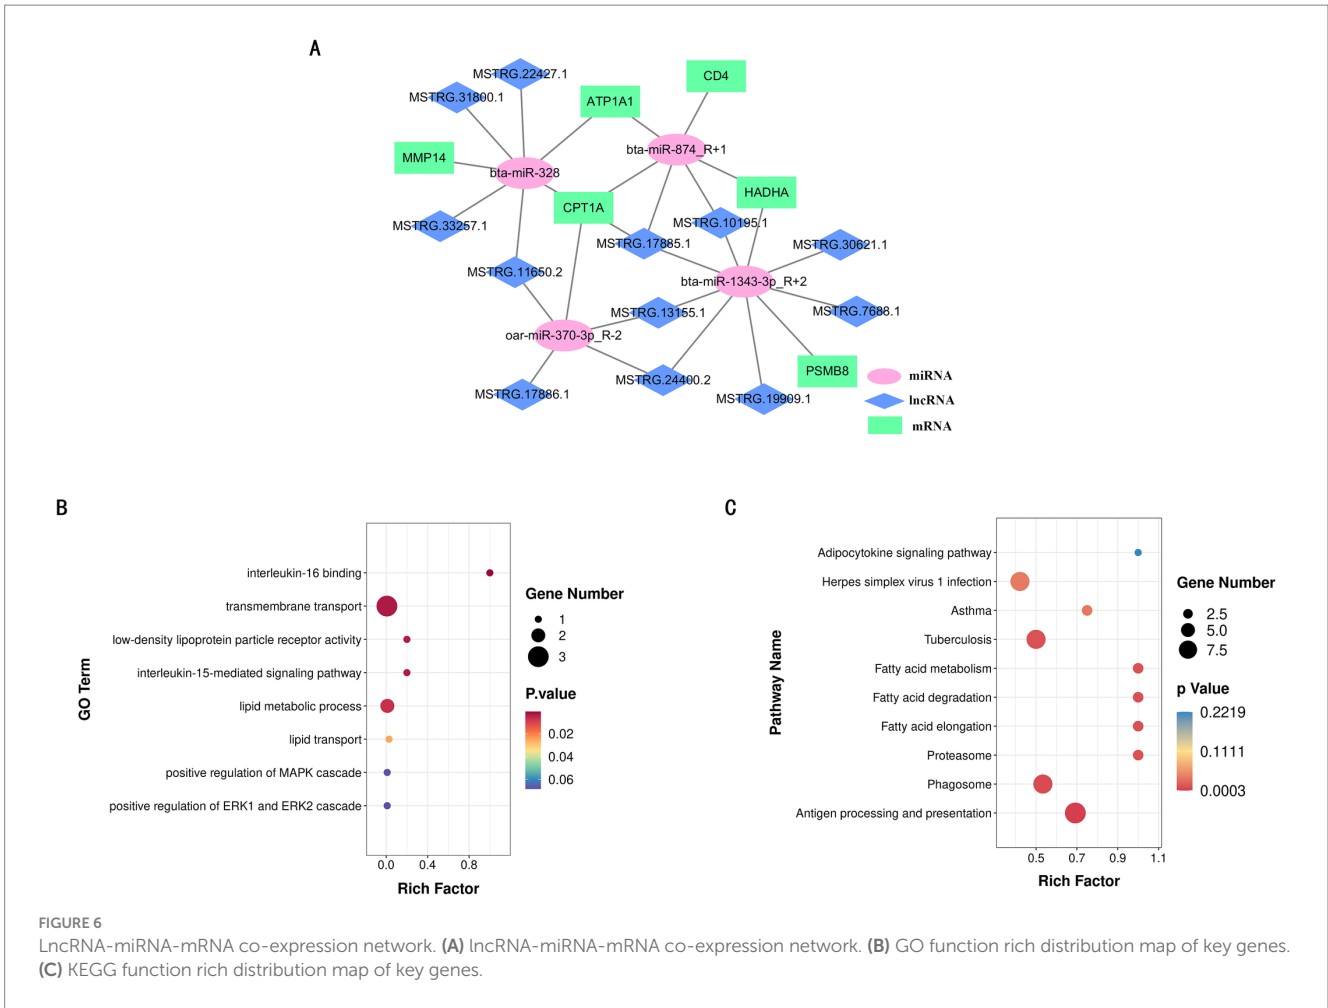 A
MSTRG.22427.1
CD4
MSTRG.31800.1
ATP1A1
bta-miR-874_R+1
MMP14
bta-miR-328
HADHA
CPT1A
MSTRG.33257.1
MSTRG.10195.1
MSTRG.17885.1
MSTRG.30621.1
MSTRG.11650.2
bta-miR-1343-3p_R+2
MSTRG.13155.1
MSTRG.7688.1
oar-miR-370-3p_R-2
PSMB8
MSTRG.24400.2
MSTRG.17886.1
MSTRG.19909.1
miRNA
lncRNA
mRNA
B
GO Term
interleukin-16 binding
transmembrane transport
low-density lipoprotein particle receptor activity
interleukin-15-mediated signaling pathway
lipid metabolic process
lipid transport
positive regulation of MAPK cascade
positive regulation of ERK1 and ERK2 cascade
0.0 0.4 0.8
Rich Factor
Gene Number
1
2
3
P.value
0.02
0.04
0.06
C
Pathway Name
Adipocytokine signaling pathway
Herpes simplex virus 1 infection
Asthma
Tuberculosis
Fatty acid metabolism
Fatty acid degradation
Fatty acid elongation
Proteasome
Phagosome
Antigen processing and presentation
0.5 0.7 0.9 1.1
Rich Factor
Gene Number
2.5
5.0
7.5
p Value
0.2219
0.1111
0.0003
FIGURE 6
LncRNA-miRNA-mRNA co-expression network. (A) lncRNA-miRNA-mRNA co-expression network. (B) GO function rich distribution map of key genes.
(C) KEGG function rich distribution map of key genes.